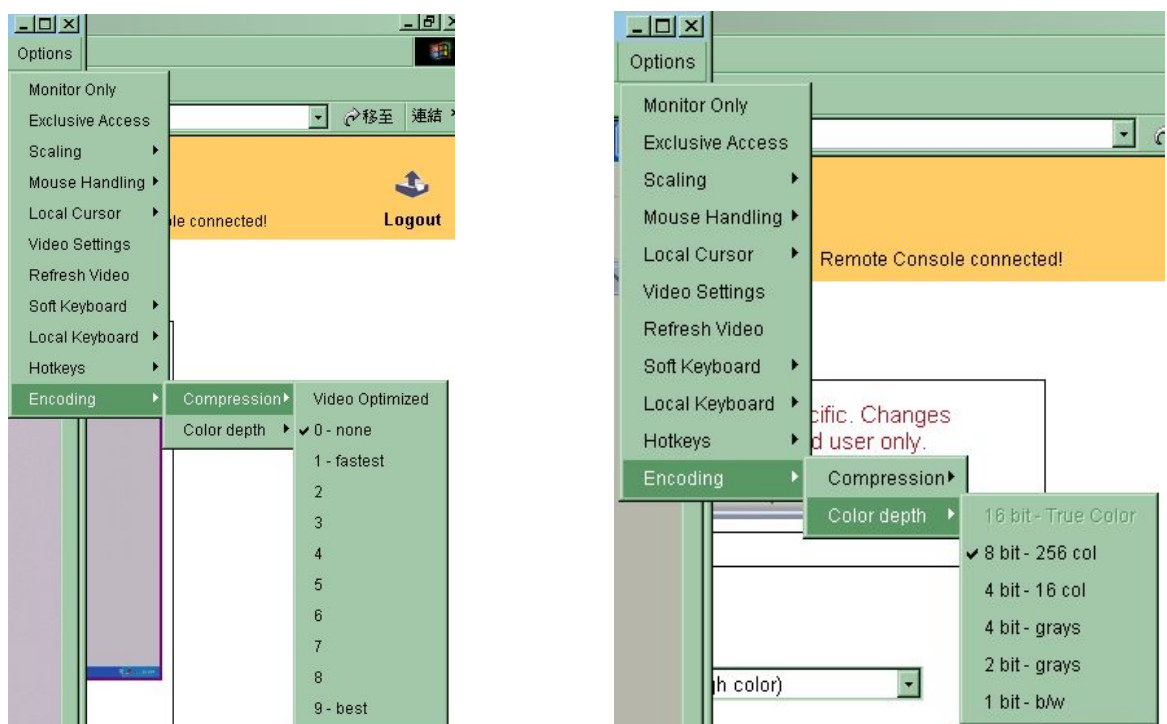 Options
Monitor Only
Exclusive Access
移至 連結
Scaling
Mouse Handling
Local Cursor
le connected!
Logout
Video Settings
Refresh Video
Soft Keyboard
Local Keyboard
Hotkeys
Encoding
Compression
Color depth
Video Optimized
0 - none
1 - fastest
2
3
4
5
6
7
8
9 - best
Options
Monitor Only
Exclusive Access
Scaling
Mouse Handling
Local Cursor
Remote Console connected!
Video Settings
Refresh Video
Soft Keyboard
Local Keyboard
cific. Changes
d user only.
Hotkeys
Encoding
Compression
Color depth
16 bit - True Color
8 bit - 256 col
4 bit - 16 col
4 bit - grays
2 bit - grays
1 bit - b/w
gh color)